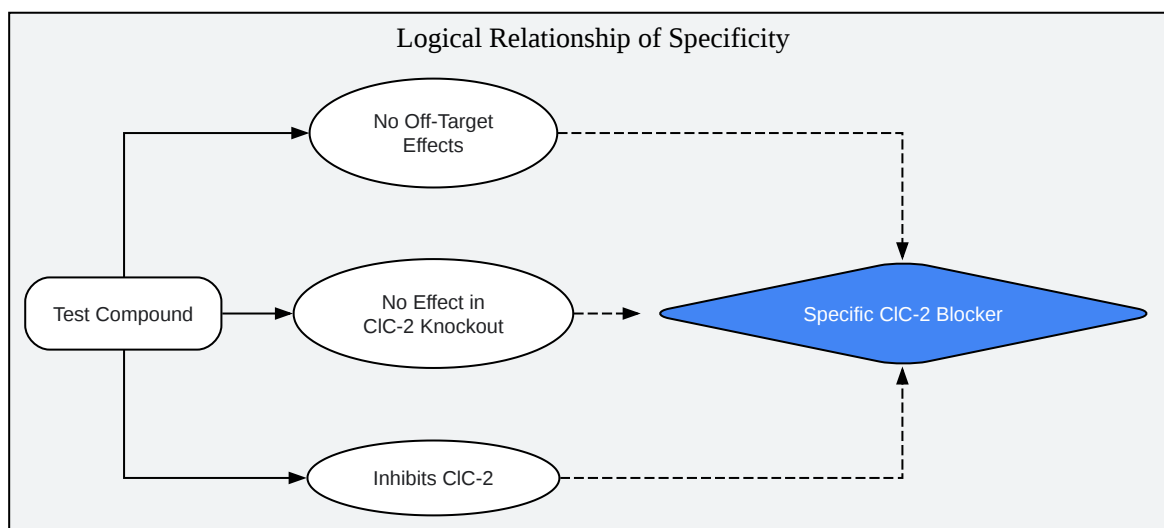 Logical Relationship of Specificity
No Off-Target
Effects
Test Compound
No Effect in
ClC-2 Knockout
Specific ClC-2 Blocker
Inhibits ClC-2